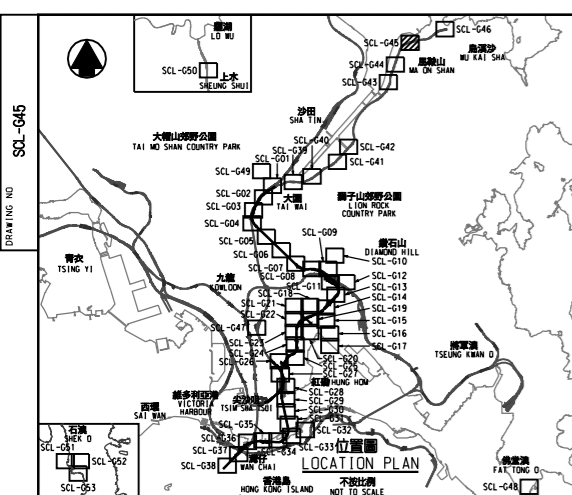 DRAWING NO
SCL-G45
羅湖
LO WU
SCL-G50
上水
SHEUNG SHUI
SCL-G46
SCL-G45
烏溪沙
WU KAI SHA
SCL-G44
馬鞍山
MA ON SHAN
SCL-G43
沙田
SHA TIN
大帽山郊野公園
TAI MO SHAN COUNTRY PARK
SCL-G40
SCL-G39
SCL-G42
SCL-G01
SCL-G41
SCL-G49
SCL-G02
大圍
TAI WAI
獅子山郊野公園
LION ROCK
COUNTRY PARK
SCL-G03
SCL-G04
SCL-G05
SCL-G09
鑽石山
DIAMOND HILL
SCL-G06
SCL-G10
青衣
TSING YI
SCL-G07
SCL-G08
SCL-G12
九龍
KOWLOON
SCL-G11
SCL-G13
SCL-G18
SCL-G14
SCL-G21
SCL-G19
SCL-G22
SCL-G15
SCL-G47
SCL-G16
SCL-G23
SCL-G17
SCL-G24
SCL-G20
將軍澳
TSEUNG KWAN O
SCL-G26
SCL-G25
SCL-G27
紅磡
HUNG HOM
SCL-G28
維多利亞港
VICTORIA
HARBOUR
尖沙咀
TSIM SHA TSUI
SCL-G29
SCL-G30
西環
SAI WAN
SCL-G31
SCL-G35
SCL-G32
石澳
SHEK O
SCL-G36
SCL-G33
SCL-G34
SCL-G37
灣仔
WAN CHAI
SCL-G38
SCL-G51
SCL-G52
SCL-G53
位置圖
LOCATION PLAN
香港島
HONG KONG ISLAND
不按比例
NOT TO SCALE
FAT TONG O
SCL-G48